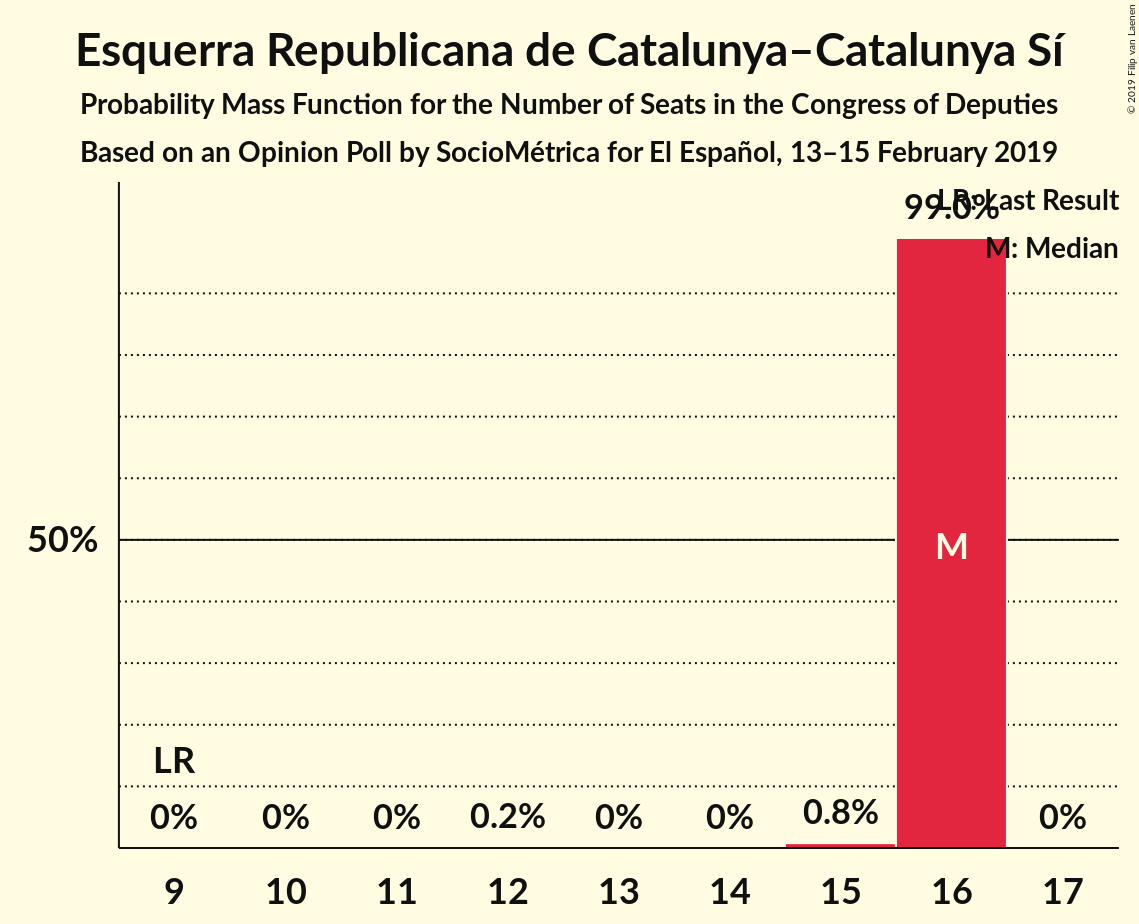 Esquerra Republicana de Catalunya–Catalunya Sí
Probability Mass Function for the Number of Seats in the Congress of Deputies
Based on an Opinion Poll by SocioMétrica for El Español, 13–15 February 2019
© 2019 Filip van Laenen
LR: Last Result
M: Median
99.0%
50%
M
LR
0% 0% 0% 0.2% 0% 0% 0.8% 0%
9 10 11 12 13 14 15 16 17